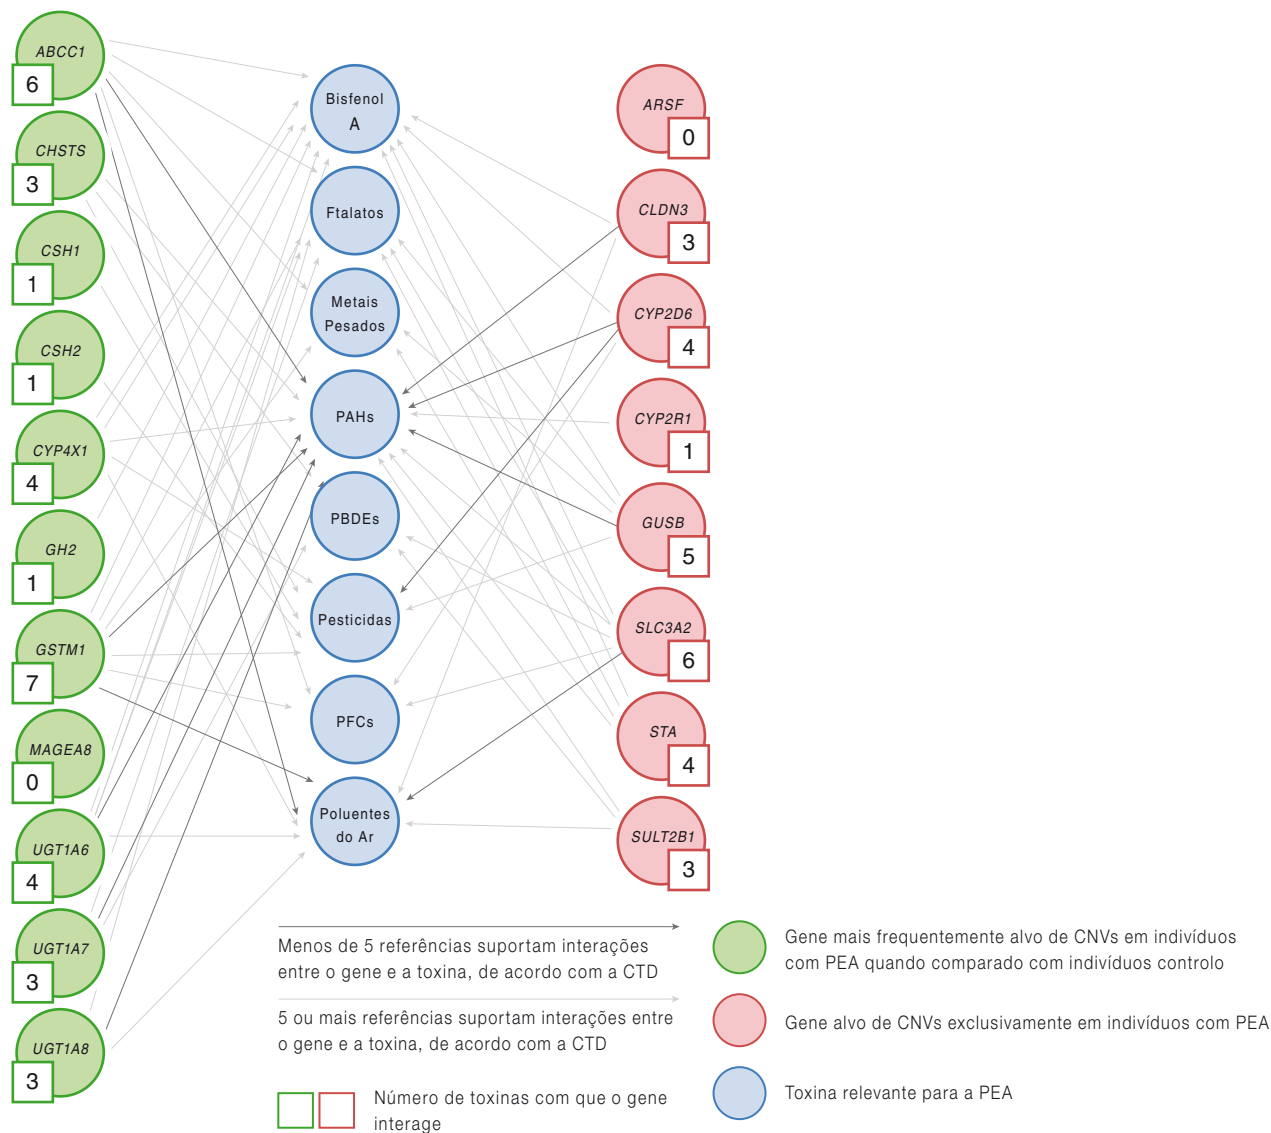 ABCC1
6
CHSTS
3
CSH1
1
CSH2
1
CYP4X1
4
GH2
1
GSTM1
7
MAGEA8
0
UGT1A6
4
UGT1A7
3
UGT1A8
3
Bisfenol
A
Ftalatos
Metais
Pesados
PAHs
PBDEs
Pesticidas
PFCs
Poluentes
do Ar
ARSF
0
CLDN3
3
CYP2D6
4
CYP2R1
1
GUSB
5
SLC3A2
6
STA
4
SULT2B1
3
Menos de 5 referências suportam interações
entre o gene e a toxina, de acordo com a CTD
5 ou mais referências suportam interações entre
o gene e a toxina, de acordo com a CTD
Número de toxinas com que o gene
interage
Gene mais frequentemente alvo de CNVs em indivíduos
com PEA quando comparado com indivíduos controlo
Gene alvo de CNVs exclusivamente em indivíduos com PEA
Toxina relevante para a PEA